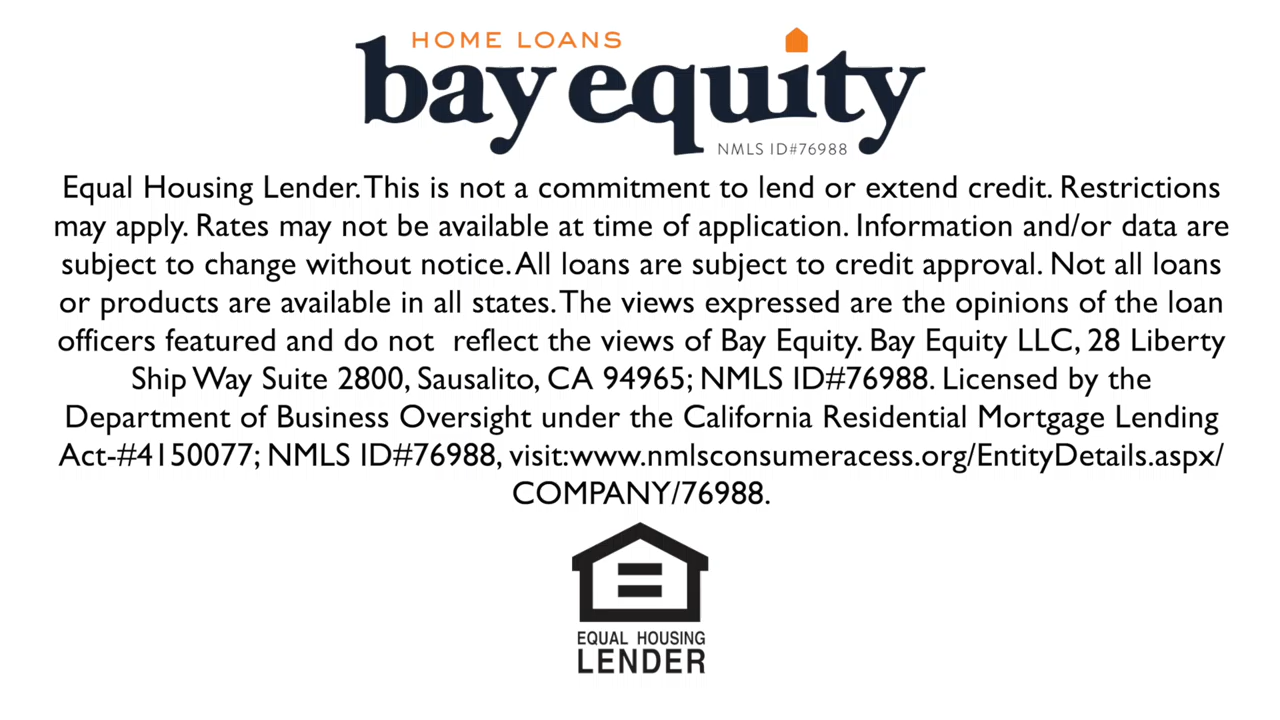 HOME LOANS
bay equity
NMLS ID#76988
Equal Housing Lender. This is not a commitment to lend or extend credit. Restrictions
may apply. Rates may not be available at time of application. Information and/or data are
subject to change without notice. All loans are subject to credit approval. Not all loans
or products are available in all states. The views expressed are the opinions of the loan
officers featured and do not  reflect the views of Bay Equity. Bay Equity LLC, 28 Liberty
Ship Way Suite 2800, Sausalito, CA 94965; NMLS ID#76988. Licensed by the
Department of Business Oversight under the California Residential Mortgage Lending
Act-#4150077; NMLS ID#76988, visit:www.nmlsconsumeracess.org/EntityDetails.aspx/
COMPANY/76988.
EQUAL HOUSING
LENDER